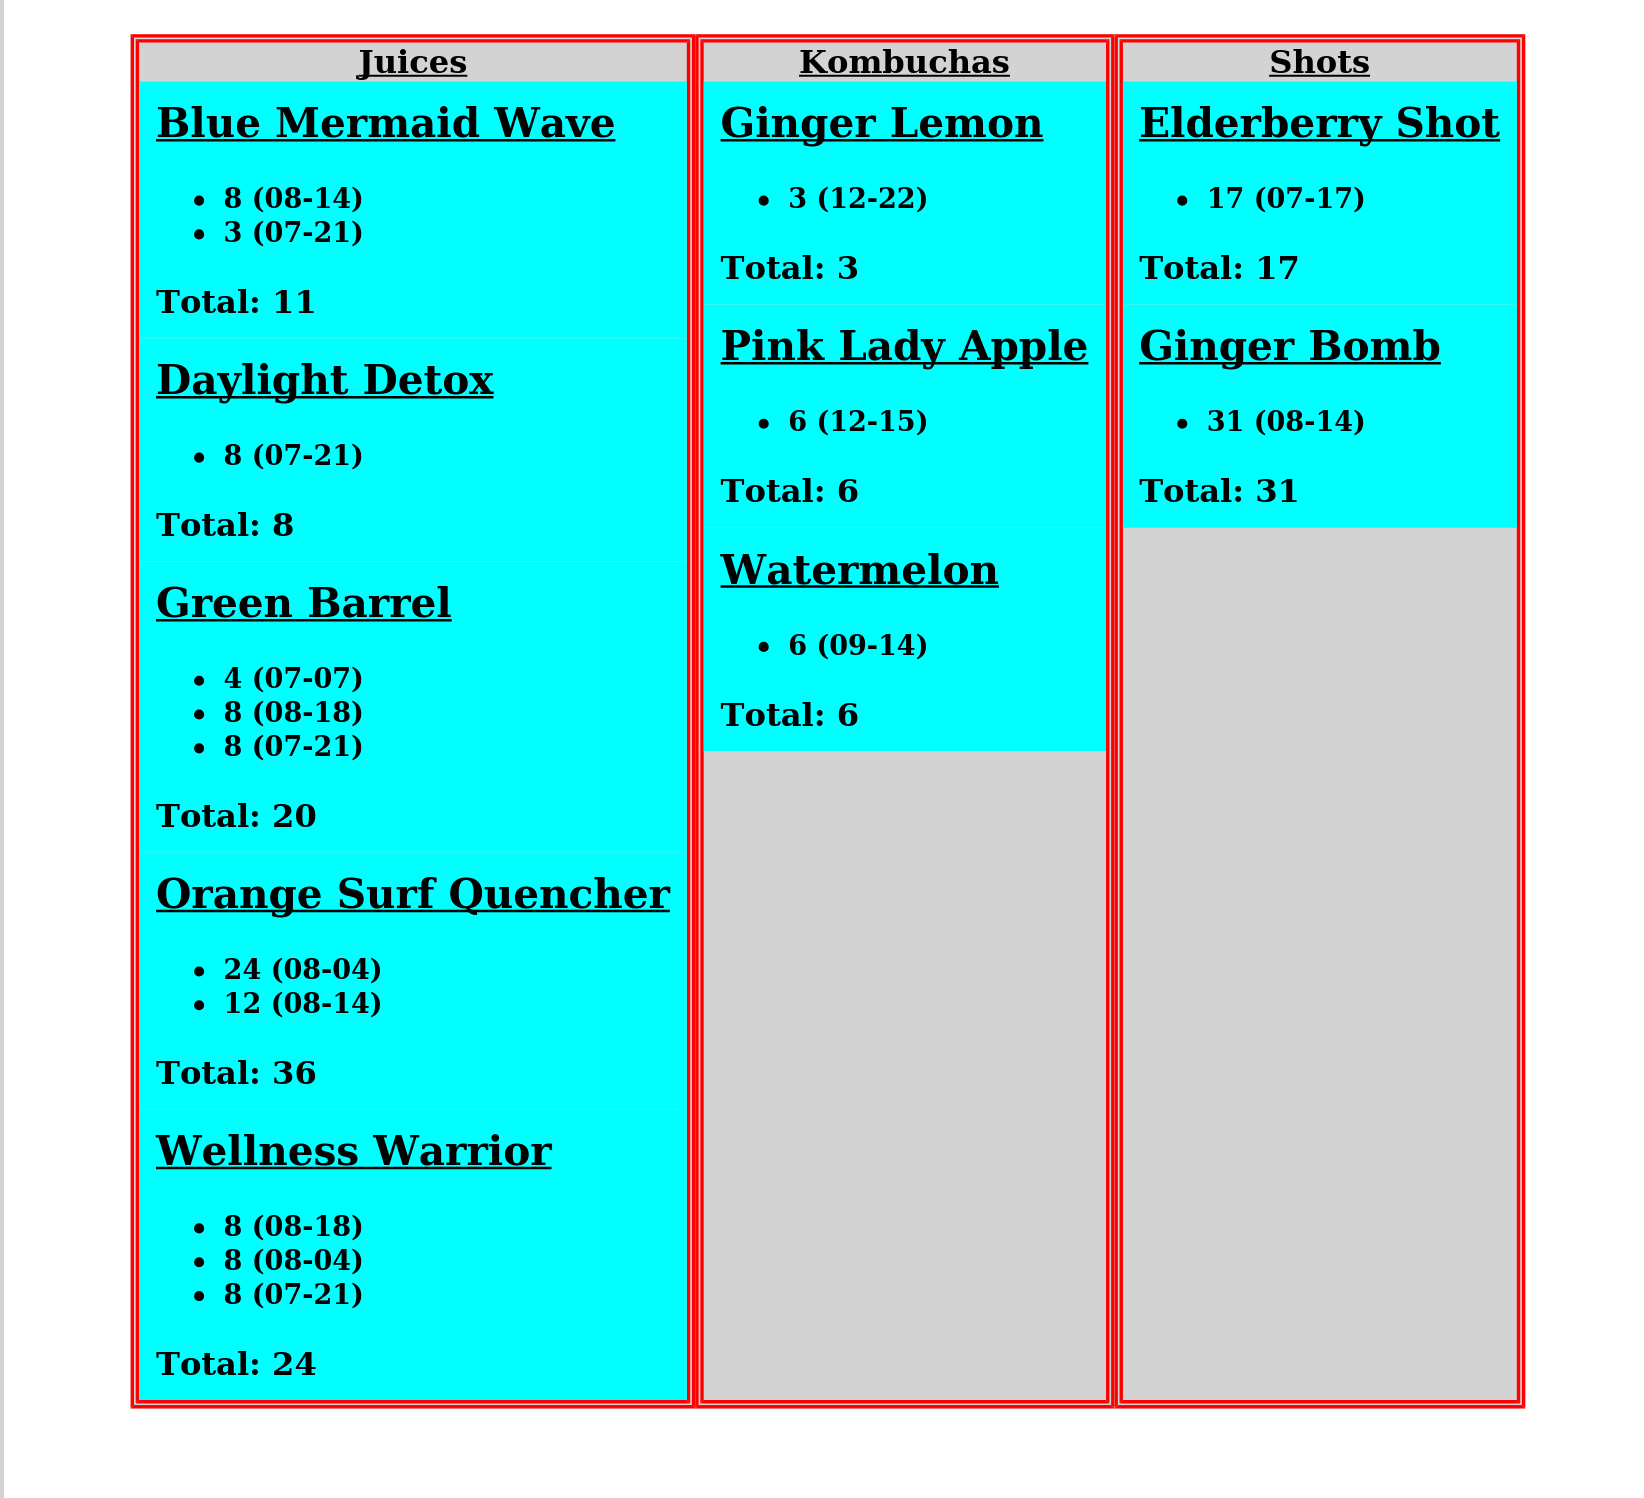 Juices
Blue Mermaid Wave
8 (08-14)
3 (07-21)
Total: 11
Daylight Detox
8 (07-21)
Total: 8
Green Barrel
4 (07-07)
8 (08-18)
8 (07-21)
Total: 20
Orange Surf Quencher
24 (08-04)
12 (08-14)
Total: 36
Wellness Warrior
8 (08-18)
8 (08-04)
8 (07-21)
Total: 24
Kombuchas
Ginger Lemon
3 (12-22)
Total: 3
Pink Lady Apple
6 (12-15)
Total: 6
Watermelon
6 (09-14)
Total: 6
Shots
Elderberry Shot
17 (07-17)
Total: 17
Ginger Bomb
31 (08-14)
Total: 31